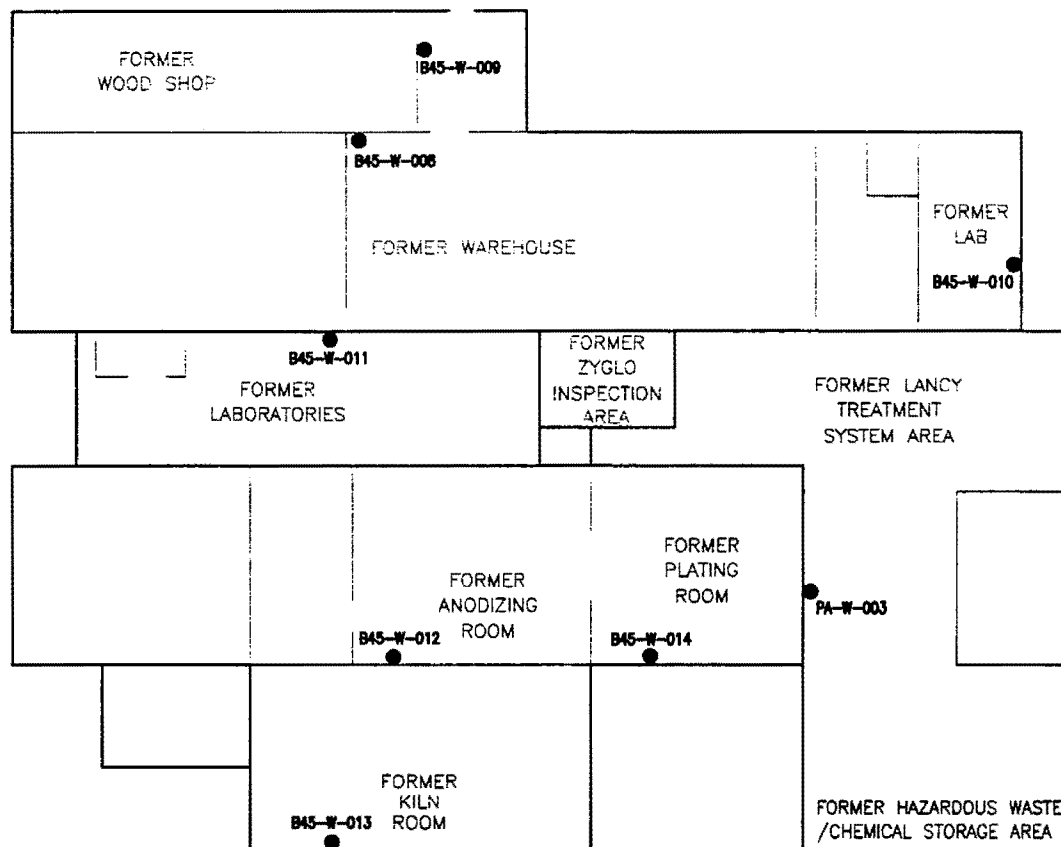 FORMER
WOOD SHOP
B45-W-009
B45-W-008
FORMER WAREHOUSE
FORMER
LAB
B45-W-010
B45-W-011
FORMER
LABORATORIES
FORMER
ZYGLO
INSPECTION
AREA
FORMER LANCY
TREATMENT
SYSTEM AREA
FORMER
ANODIZING
ROOM
FORMER
PLATING
ROOM
PA-W-003
B45-W-012
B45-W-014
FORMER
KILN
ROOM
B45-W-013
FORMER HAZARDOUS WASTE
/CHEMICAL STORAGE AREA